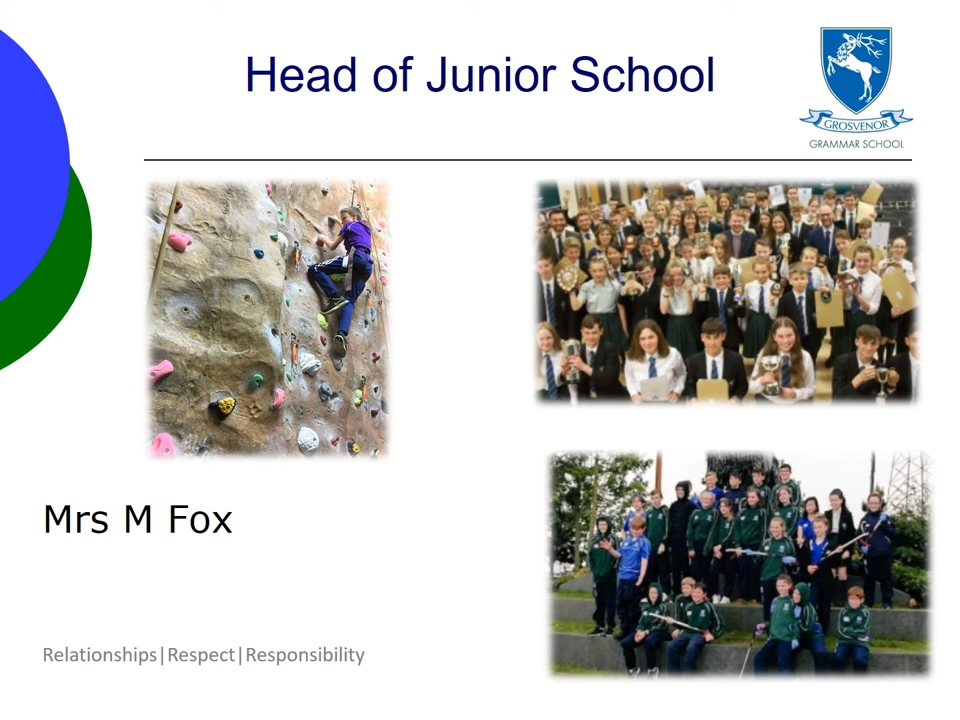 Head of Junior School
GROSVENOR
GRAMMAR SCHOOL
Mrs M Fox
Relationships|Respect|Responsibility